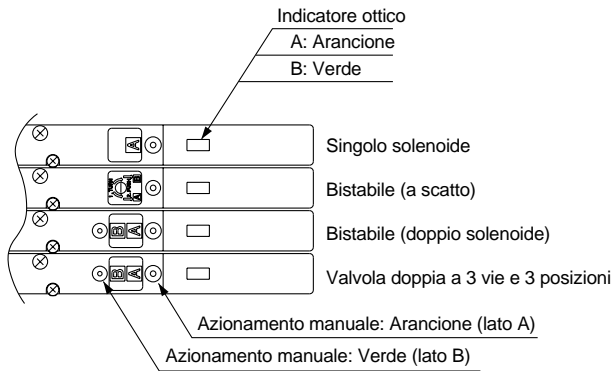 Indicatore ottico
A: Arancione
B: Verde
A
Singolo solenoide
Bistabile (a scatto)
B A
Bistabile (doppio solenoide)
B A
Valvola doppia a 3 vie e 3 posizioni
Azionamento manuale: Arancione (lato A)
Azionamento manuale: Verde (lato B)